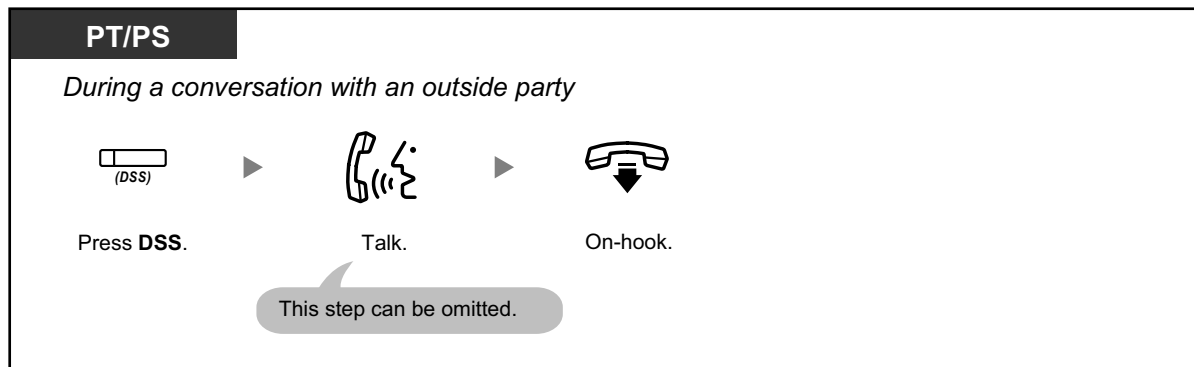 PT/PS
During a conversation with an outside party
(DSS)
Press DSS.
Talk.
On-hook.
This step can be omitted.